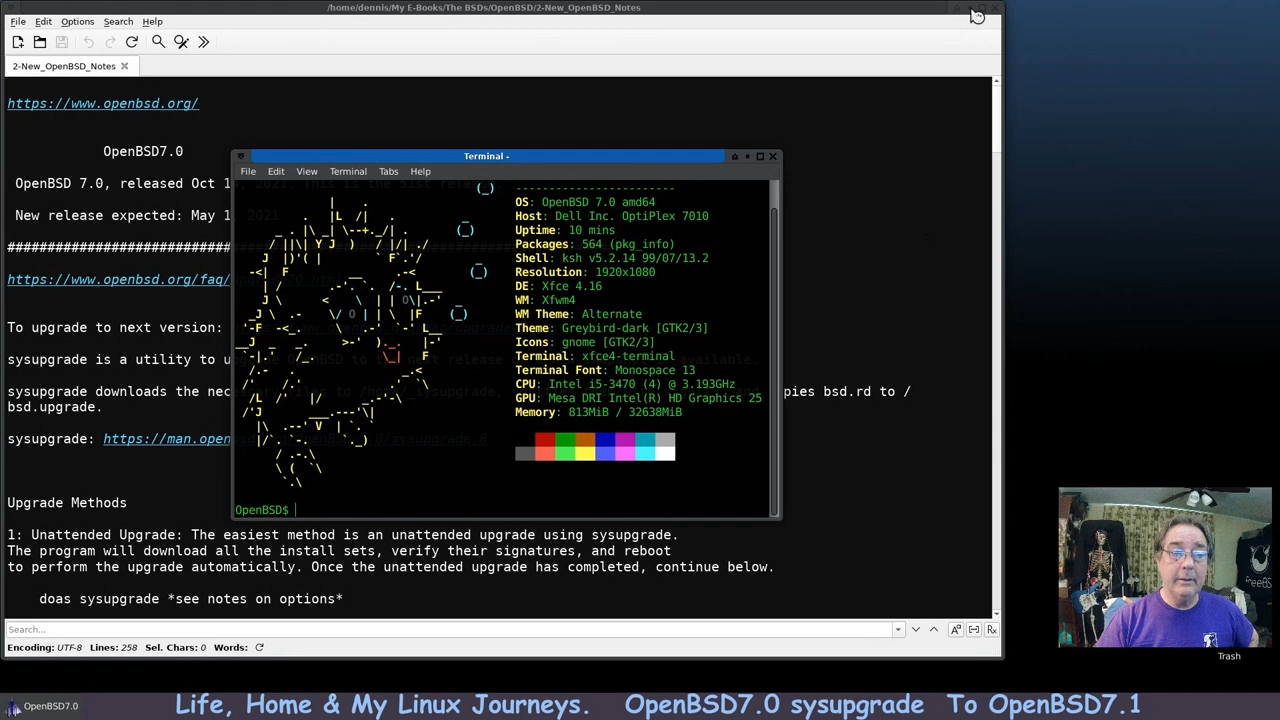 /home/dennis/My E-Books/The BSDs/OpenBSD/2-New_OpenBSD_Notes
File Edit Options Search Help
2-New_OpenBSD_Notes
https://www.openbsd.org/
OpenBSD7.0
OpenBSD 7.0, released Oct
New release expected: May 1, 2021
https://www.openbsd.org/faq/
To upgrade to next version:
sysupgrade is a utility to
sysupgrade downloads the
pies bsd.rd to /
bsd.upgrade.
sysupgrade: https://man.open
Upgrade Methods
1: Unattended Upgrade: The easiest method is an unattended upgrade using sysupgrade.
The program will download all the install sets, verify their signatures, and reboot
to perform the upgrade automatically. Once the unattended upgrade has completed, continue below.
doas sysupgrade *see notes on options*
Search...
Encoding: UTF-8 Lines: 258 Sel. Chars: 0 Words:
Terminal -
File Edit View Terminal Tabs Help
------------------------
OS: OpenBSD 7.0 amd64
Host: Dell Inc. OptiPlex 7010
Uptime: 10 mins
Packages: 564 (pkg_info)
Shell: ksh v5.2.14 99/07/13.2
Resolution: 1920x1080
DE: Xfce 4.16
WM: Xfwm4
WM Theme: Alternate
Theme: Greybird-dark [GTK2/3]
Icons: gnome [GTK2/3]
Terminal: xfce4-terminal
Terminal Font: Monospace 13
CPU: Intel i5-3470 (4) @ 3.193GHz
GPU: Mesa DRI Intel(R) HD Graphics 25
Memory: 813MiB / 32638MiB
OpenBSD$
Trash
OpenBSD7.0
Life, Home & My Linux Journeys. OpenBSD7.0 sysupgrade To OpenBSD7.1